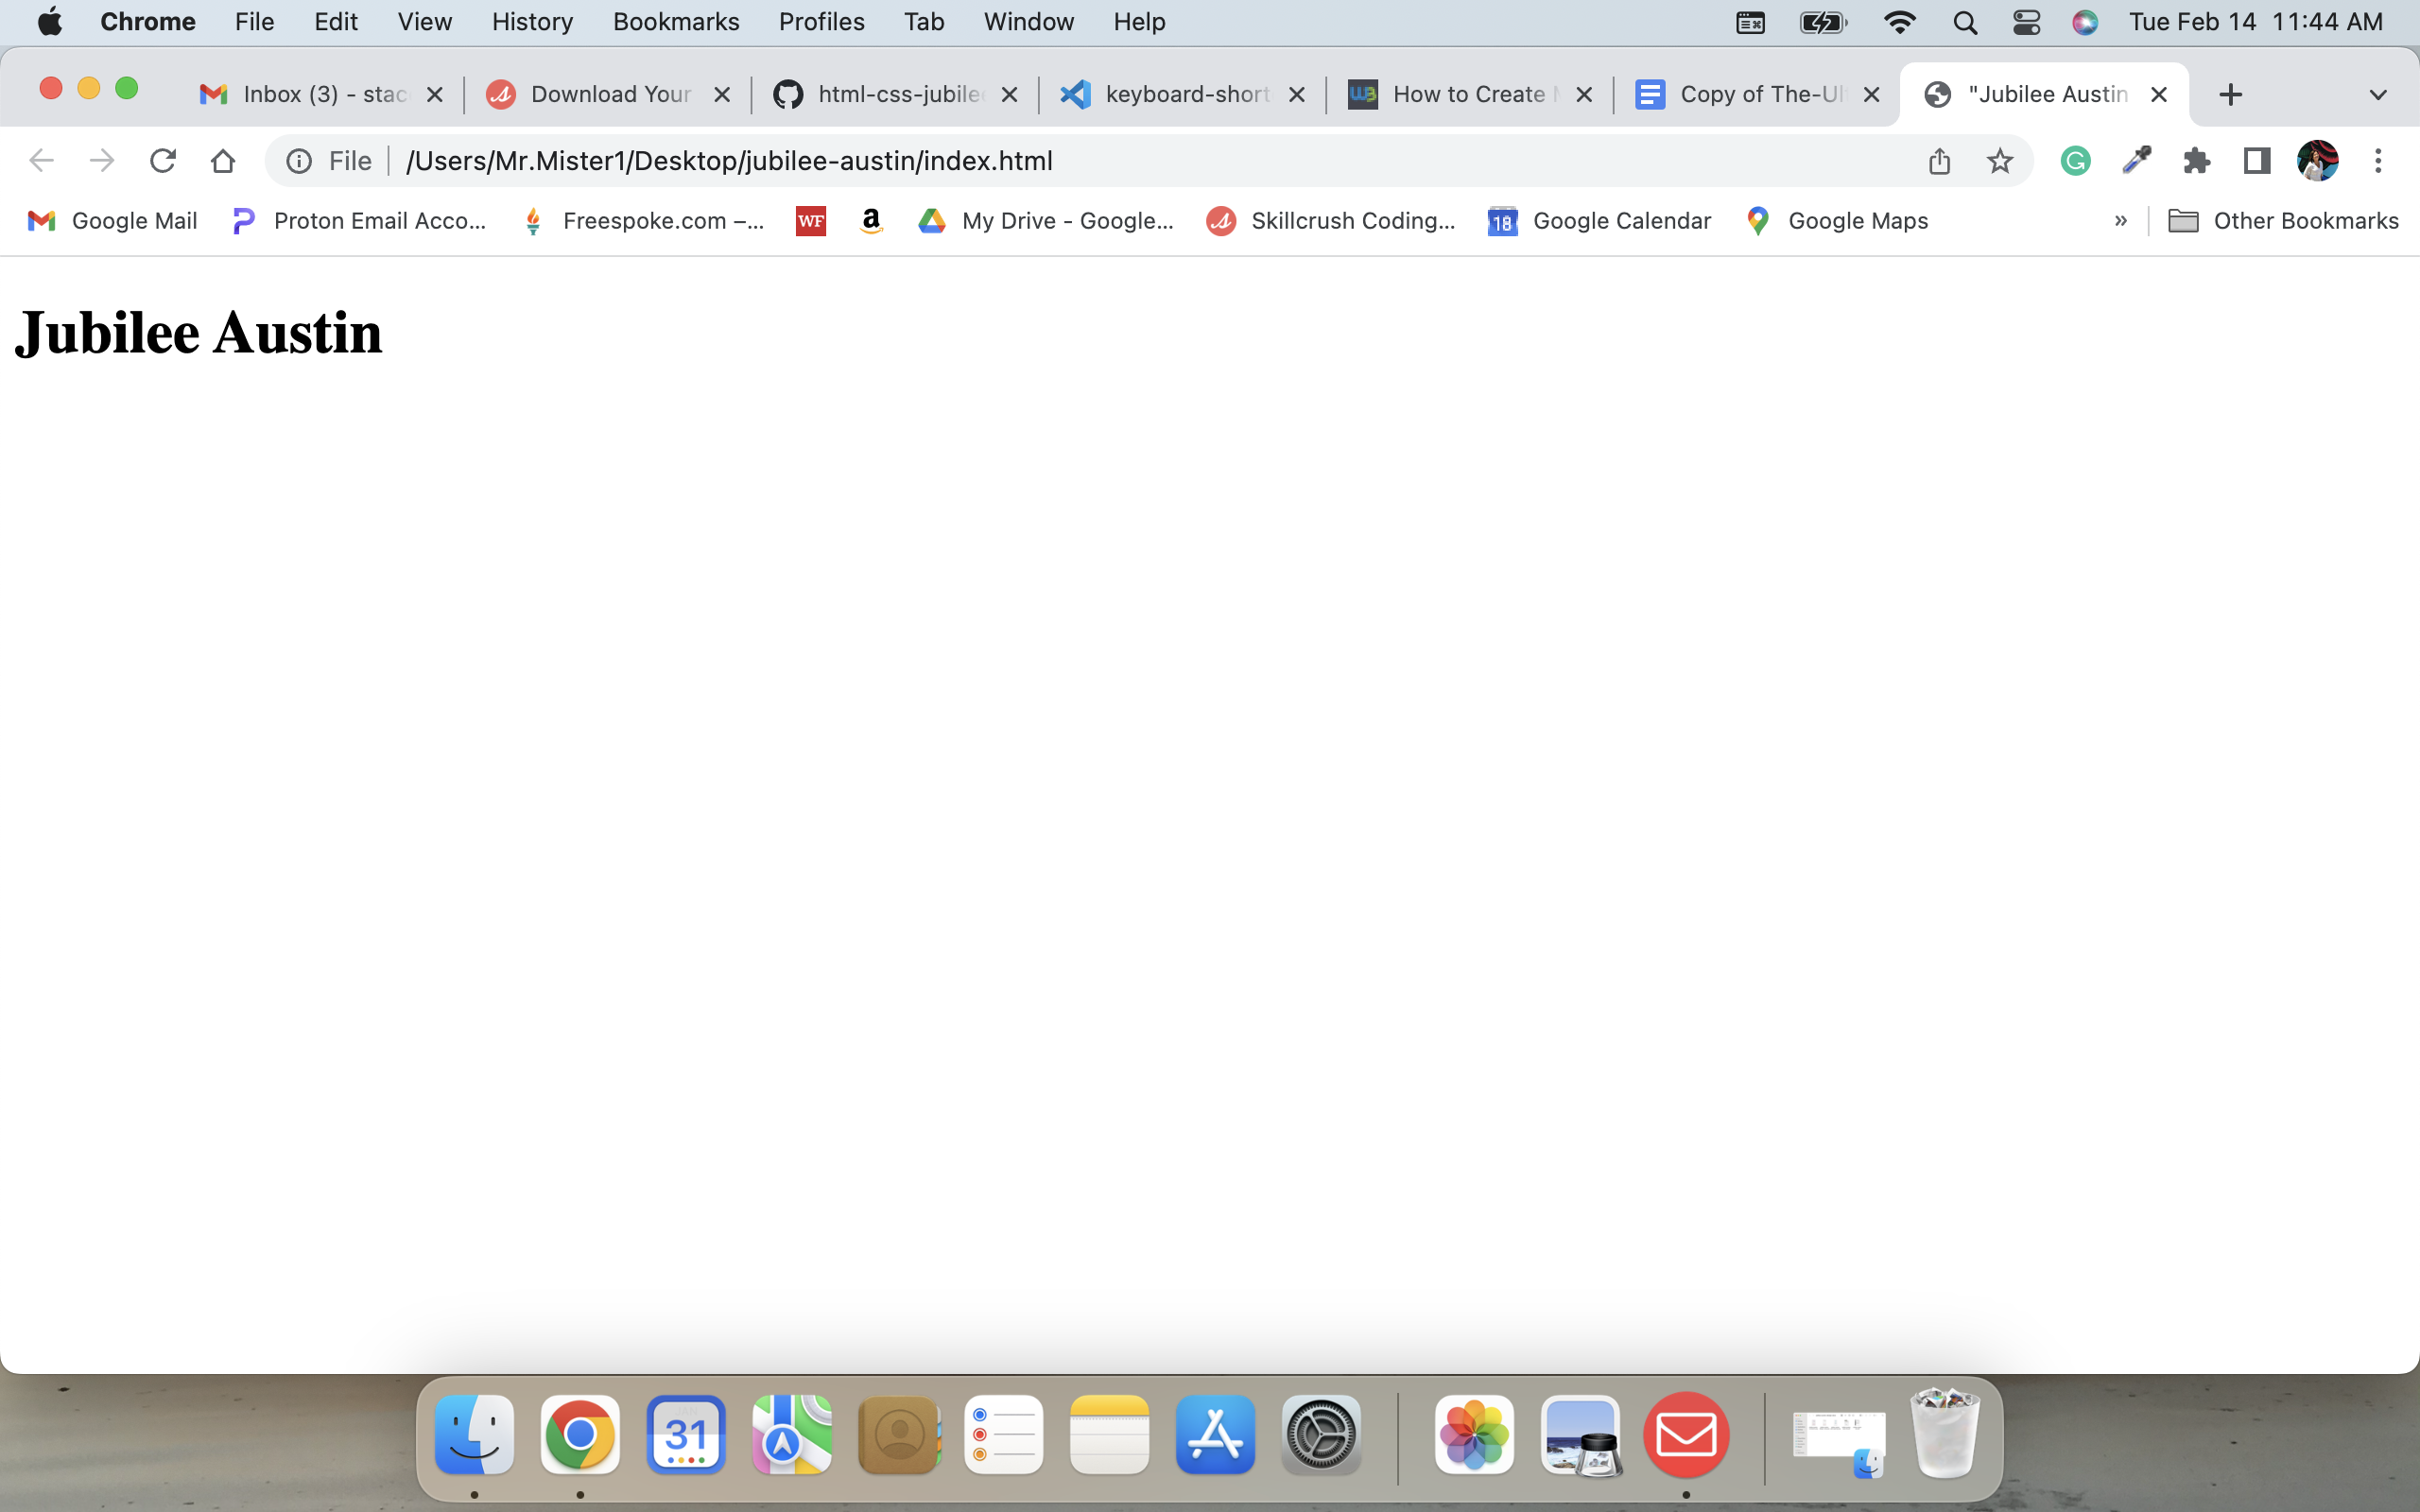 Chrome File Edit View History Bookmarks Profiles Tab Window Help Tue Feb 14 11:44 AM
Inbox (3) - stac Download Your html-css-jubilee keyboard-short How to Create Copy of The-Ul "Jubilee Austin
File /Users/Mr.Mister1/Desktop/jubilee-austin/index.html
Google Mail Proton Email Acco... Freespoke.com –... WF a My Drive - Google... Skillcrush Coding... 18 Google Calendar Google Maps » Other Bookmarks
Jubilee Austin
JAN
31